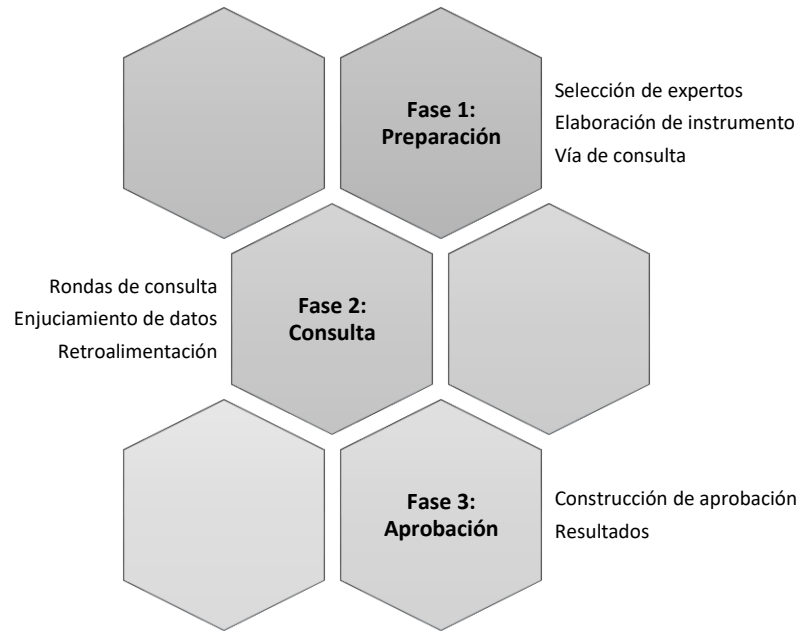 Fase 1:
Preparación
Selección de expertos
Elaboración de instrumento
Vía de consulta
Rondas de consulta
Enjuciamiento de datos
Retroalimentación
Fase 2:
Consulta
Fase 3:
Aprobación
Construcción de aprobación
Resultados